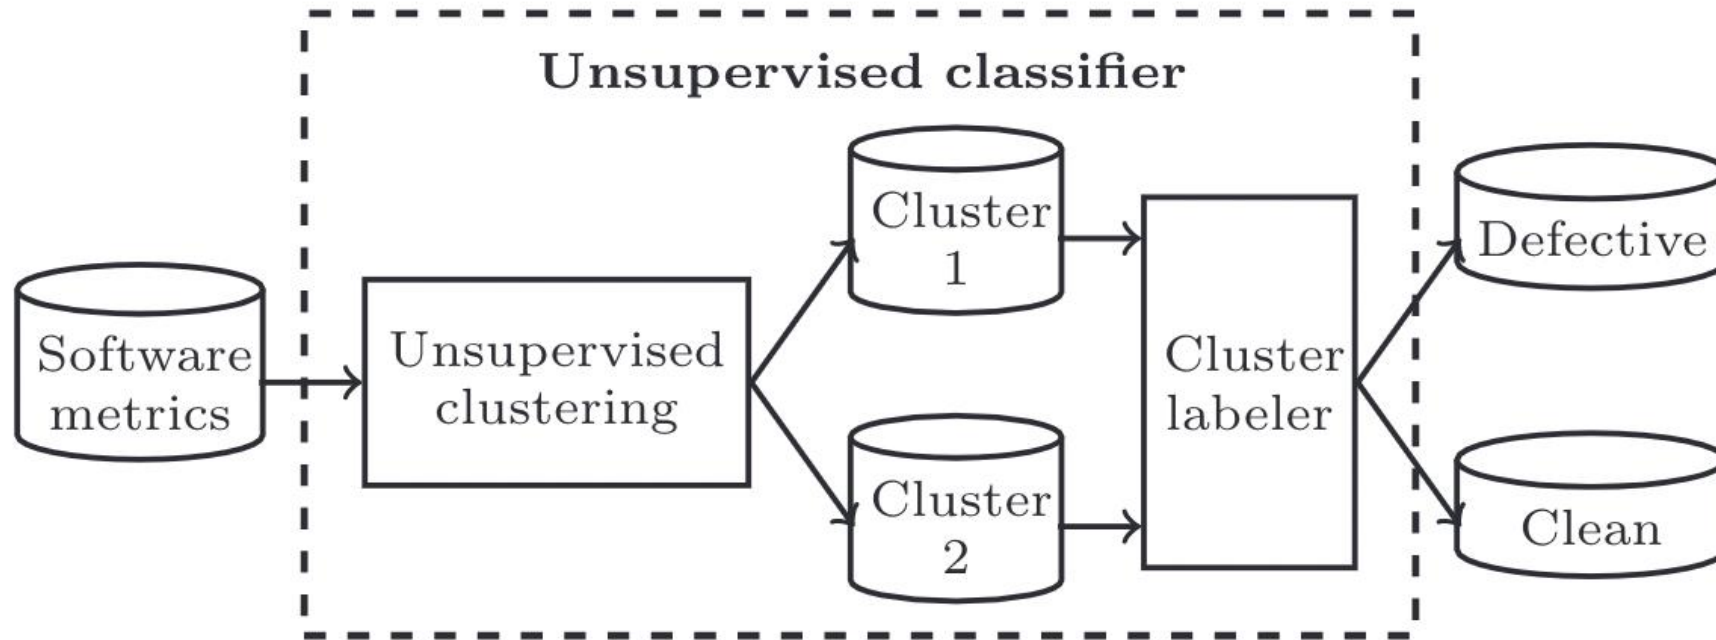 Unsupervised classifier
Software
metrics
Unsupervised
clustering
Cluster
1
Cluster
2
Cluster
labeler
Defective
Clean